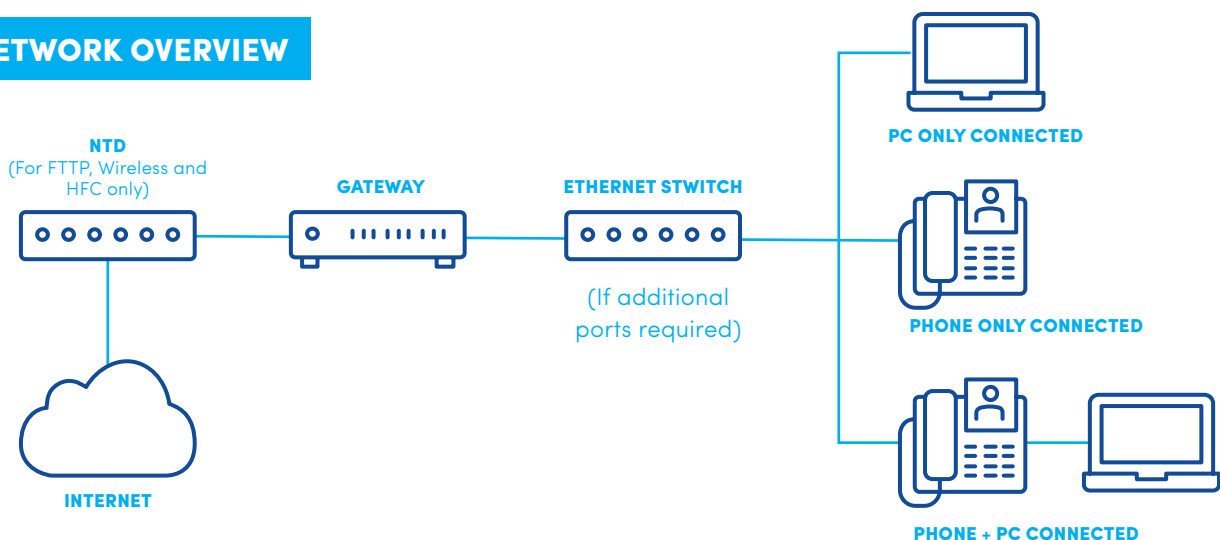 ETWORK OVERVIEW
NTD
(For FTTP, Wireless and
HFC only)
GATEWAY
ETHERNET STWITCH
(If additional
ports required)
INTERNET
PC ONLY CONNECTED
PHONE ONLY CONNECTED
PHONE + PC CONNECTED